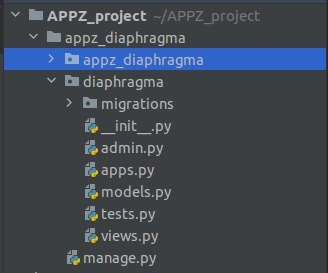 APPZ_project ~/APPZ_project
appz_diaphragma
appz_diaphragma
diaphragma
migrations
__init__.py
admin.py
apps.py
models.py
tests.py
views.py
manage.py